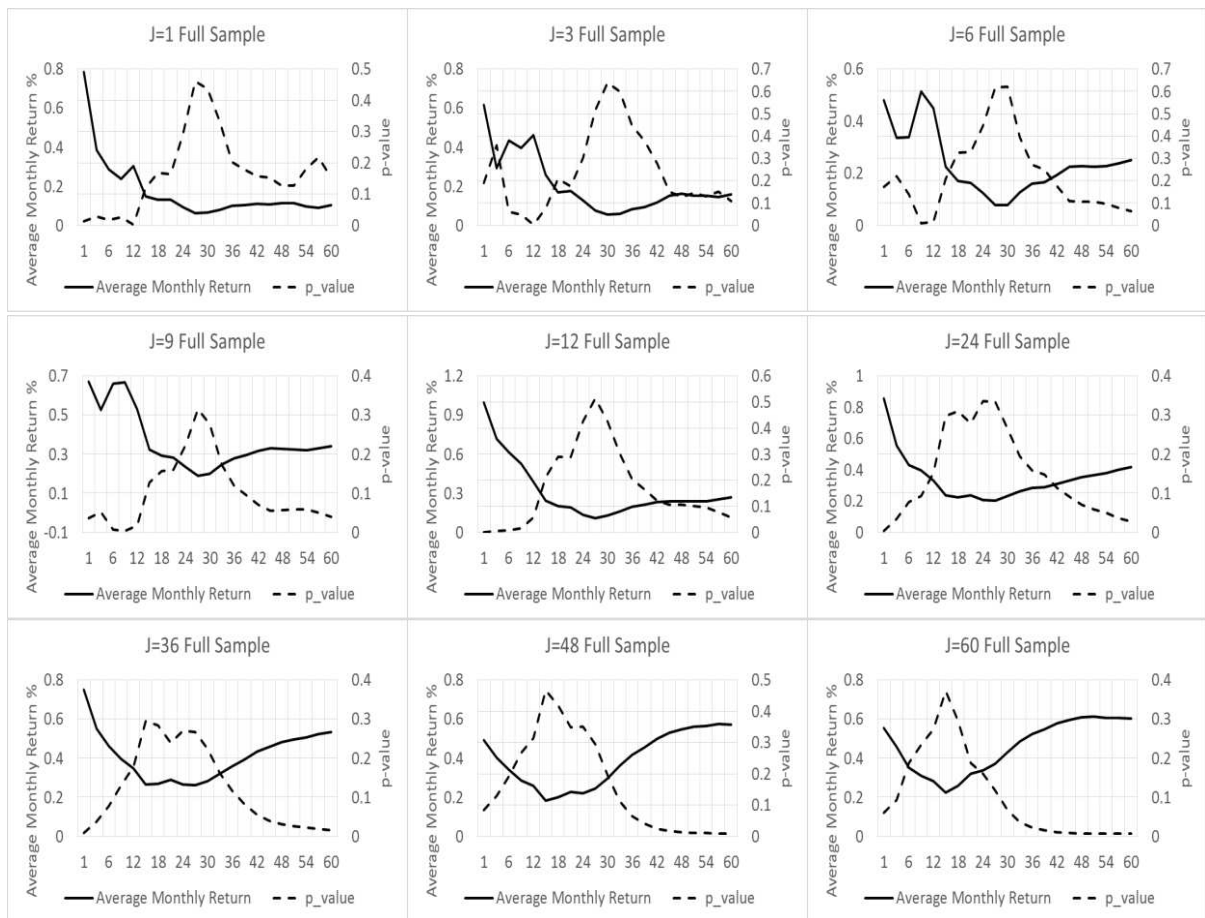 J=1 Full Sample
Average Monthly Return %
0.8
0.6
0.4
0.2
0
0.5
0.4
0.3
0.2
0.1
0
p-value
1 6 12 18 24 30 36 42 48 54 60
Average Monthly Return p_value
J=3 Full Sample
Average Monthly Return %
0.8
0.6
0.4
0.2
0
0.7
0.6
0.5
0.4
0.3
0.2
0.1
0
p-value
1 6 12 18 24 30 36 42 48 54 60
Average Monthly Return p_value
J=6 Full Sample
Average Monthly Return %
0.6
0.4
0.2
0
0.7
0.6
0.5
0.4
0.3
0.2
0.1
0
p-value
1 6 12 18 24 30 36 42 48 54 60
Average Monthly Return p_value
J=9 Full Sample
Average Monthly Return %
0.7
0.5
0.3
0.1
-0.1
0.4
0.3
0.2
0.1
0
p-value
1 6 12 18 24 30 36 42 48 54 60
Average Monthly Return p_value
J=12 Full Sample
Average Monthly Return %
1.2
0.9
0.6
0.3
0
0.6
0.5
0.4
0.3
0.2
0.1
0
p-value
1 6 12 18 24 30 36 42 48 54 60
Average Monthly Return p_value
J=24 Full Sample
Average Monthly Return %
1
0.8
0.6
0.4
0.2
0
0.4
0.3
0.2
0.1
0
p-value
1 6 12 18 24 30 36 42 48 54 60
Average Monthly Return p_value
J=36 Full Sample
Average Monthly Return %
0.8
0.6
0.4
0.2
0
0.4
0.3
0.2
0.1
0
p-value
1 6 12 18 24 30 36 42 48 54 60
Average Monthly Return p_value
J=48 Full Sample
Average Monthly Return %
0.8
0.6
0.4
0.2
0
0.5
0.4
0.3
0.2
0.1
0
p-value
1 6 12 18 24 30 36 42 48 54 60
Average Monthly Return p_value
J=60 Full Sample
Average Monthly Return %
0.8
0.6
0.4
0.2
0
0.4
0.3
0.2
0.1
0
p-value
1 6 12 18 24 30 36 42 48 54 60
Average Monthly Return p_value